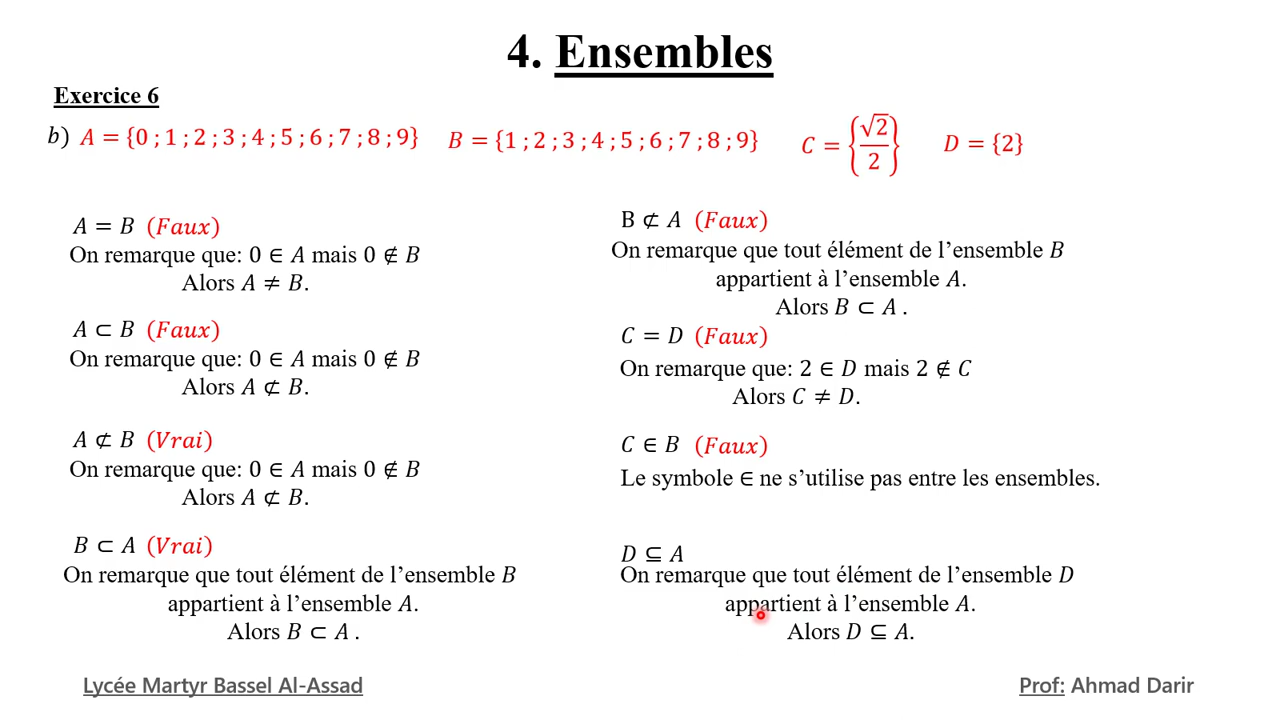 4. Ensembles
Exercice 6
b) A = {0 ; 1 ; 2 ; 3 ; 4 ; 5 ; 6 ; 7 ; 8 ; 9} B = {1 ; 2 ; 3 ; 4 ; 5 ; 6 ; 7 ; 8 ; 9} C = {√2/2} D = {2}
A = B (Faux)
On remarque que: 0 ∈ A mais 0 ∉ B
Alors A ≠ B.
A ⊂ B (Faux)
On remarque que: 0 ∈ A mais 0 ∉ B
Alors A ⊄ B.
A ⊄ B (Vrai)
On remarque que: 0 ∈ A mais 0 ∉ B
Alors A ⊄ B.
B ⊂ A (Vrai)
On remarque que tout élément de l’ensemble B
appartient à l’ensemble A.
Alors B ⊂ A .
B ⊄ A (Faux)
On remarque que tout élément de l’ensemble B
appartient à l’ensemble A.
Alors B ⊂ A .
C = D (Faux)
On remarque que: 2 ∈ D mais 2 ∉ C
Alors C ≠ D.
C ∈ B (Faux)
Le symbole ∈ ne s’utilise pas entre les ensembles.
D ⊆ A
On remarque que tout élément de l’ensemble D
appartient à l’ensemble A.
Alors D ⊆ A.
Lycée Martyr Bassel Al-Assad
Prof: Ahmad Darir